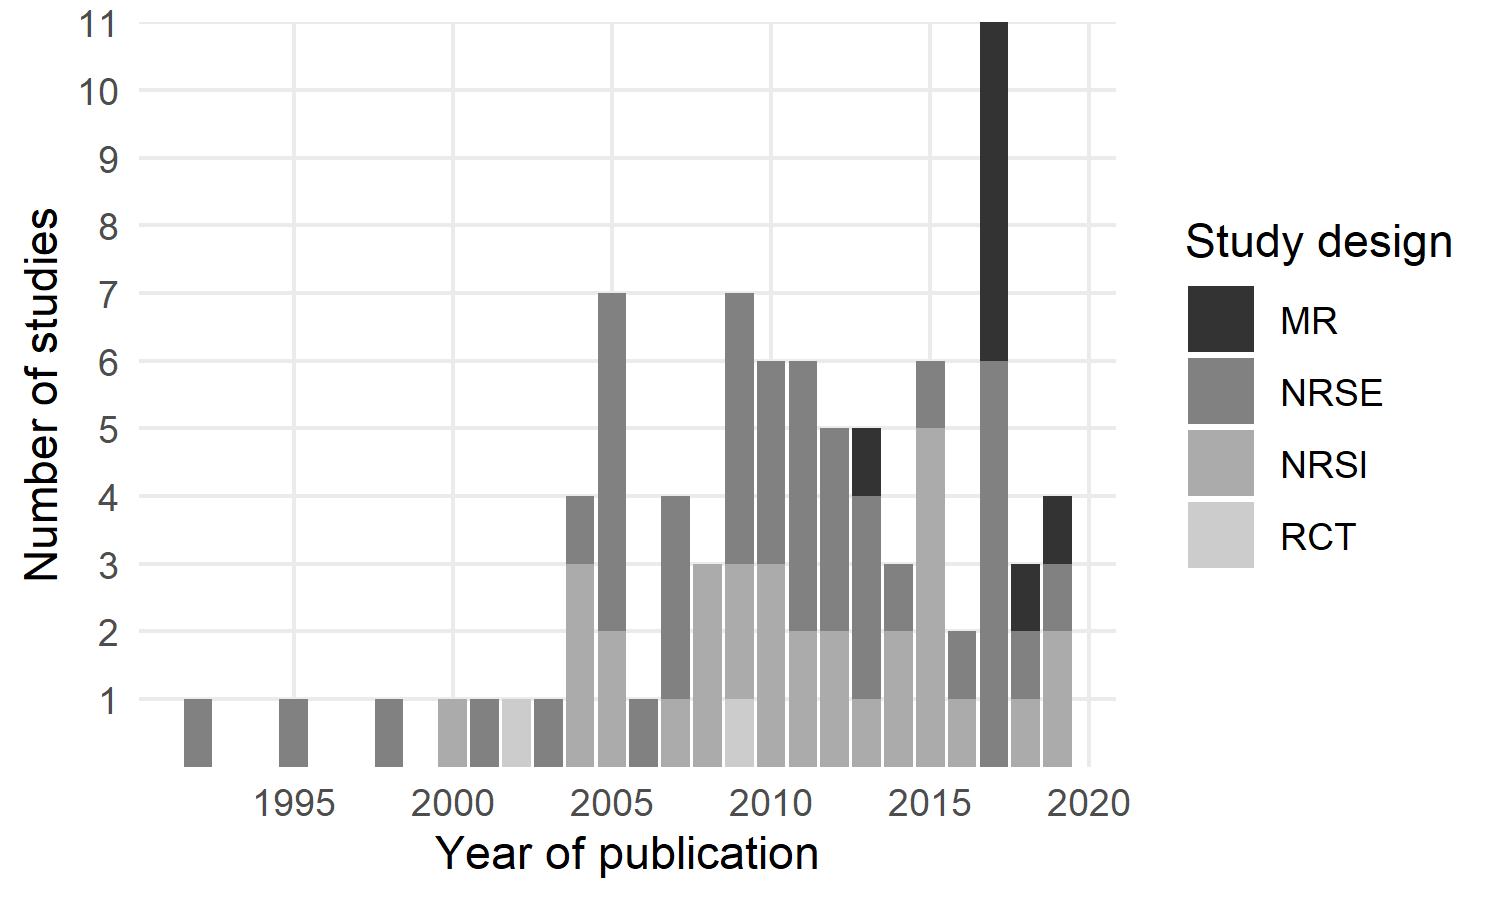 Number of studies
11
10
9
8
7
6
5
4
3
2
1
1995 2000 2005 2010 2015 2020
Year of publication
Study design
MR
NRSE
NRSI
RCT